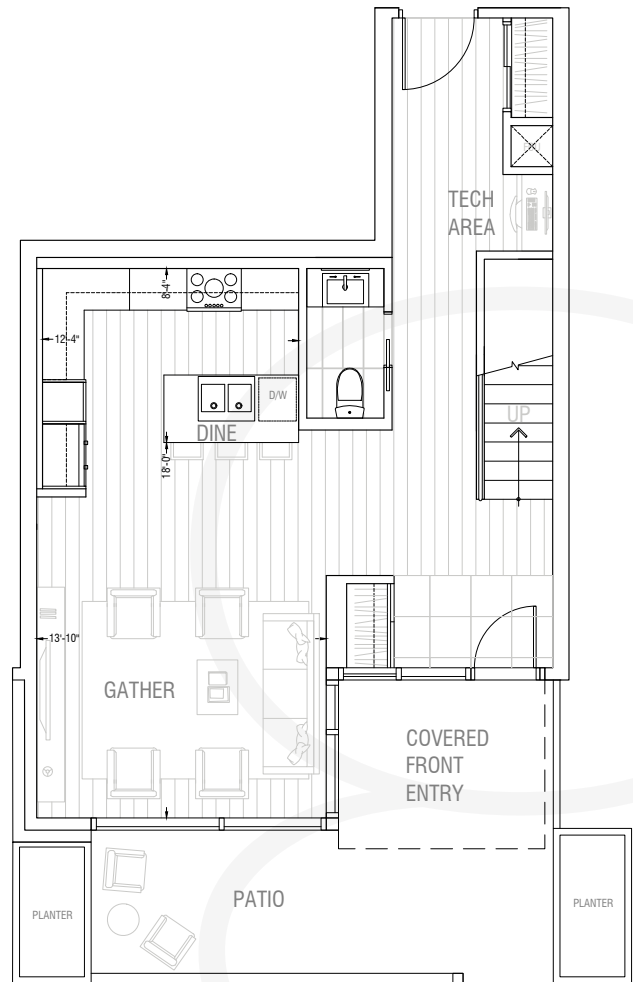 TECH
AREA
8'-4"
12'-4"
D/W
UP
DINE
18'-0"
13'-10"
GATHER
COVERED
FRONT
ENTRY
PATIO
PLANTER
PLANTER